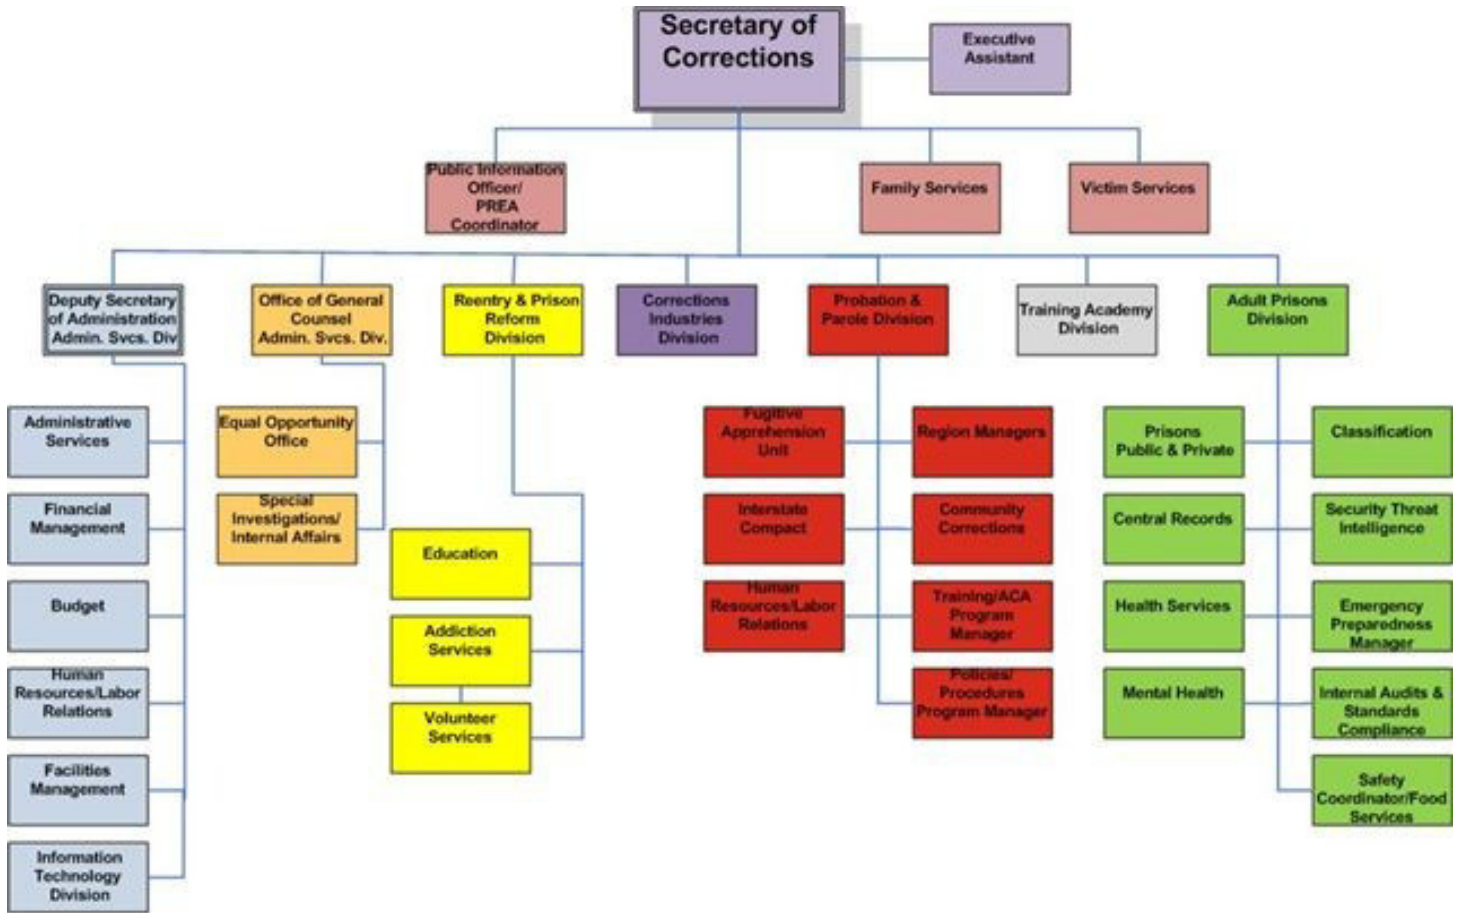 Secretary of
Corrections
Executive
Assistant
Public Information
Officer/
PREA
Coordinator
Family Services
Victim Services
Deputy Secretary
of Administration
Admin. Svcs. Div
Office of General
Counsel
Admin. Svcs. Div.
Reentry & Prison
Reform
Division
Corrections
Industries
Division
Probation &
Parole Division
Training Academy
Division
Adult Prisons
Division
Administrative
Services
Financial
Management
Budget
Human
Resources/Labor
Relations
Facilities
Management
Information
Technology
Division
Equal Opportunity
Office
Special
Investigations/
Internal Affairs
Education
Addiction
Services
Volunteer
Services
Fugitive
Apprehension
Unit
Interstate
Compact
Human
Resources/Labor
Relations
Region Managers
Community
Corrections
Training/ACA
Program
Manager
Policies/
Procedures
Program Manager
Prisons
Public & Private
Central Records
Health Services
Mental Health
Classification
Security Threat
Intelligence
Emergency
Preparedness
Manager
Internal Audits &
Standards
Compliance
Safety
Coordinator/Food
Services